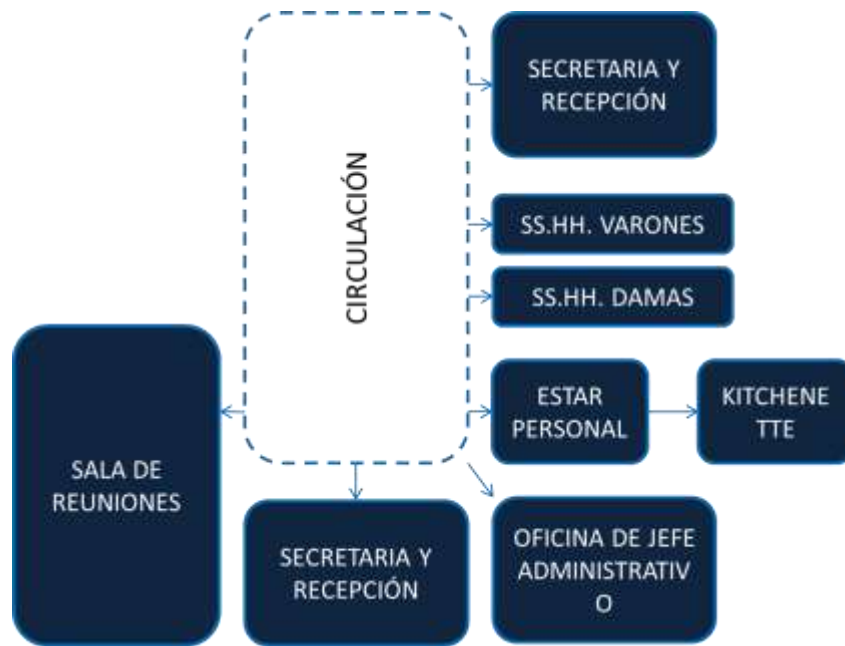 SECRETARIA Y
RECEPCIÓN
CIRCULACIÓN
SS.HH. VARONES
SS.HH. DAMAS
ESTAR
PERSONAL
KITCHENE
TTE
SALA DE
REUNIONES
SECRETARIA Y
RECEPCIÓN
OFICINA DE JEFE
ADMINISTRATIV
O